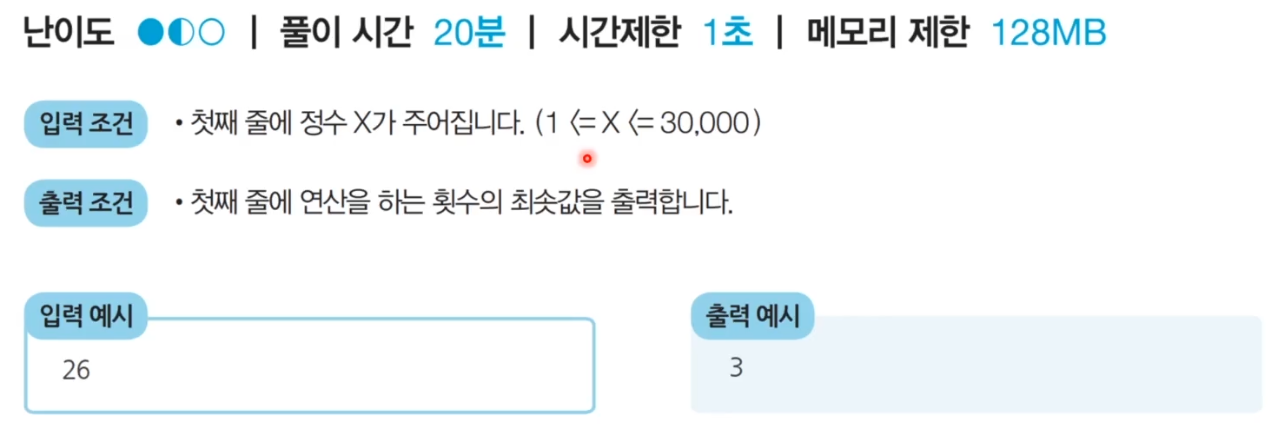 난이도 ●◐○ | 풀이 시간 20분 | 시간제한 1초 | 메모리 제한 128MB
입력 조건 • 첫째 줄에 정수 X가 주어집니다. (1 <= X <= 30,000)
출력 조건 • 첫째 줄에 연산을 하는 횟수의 최솟값을 출력합니다.
입력 예시
26
출력 예시
3